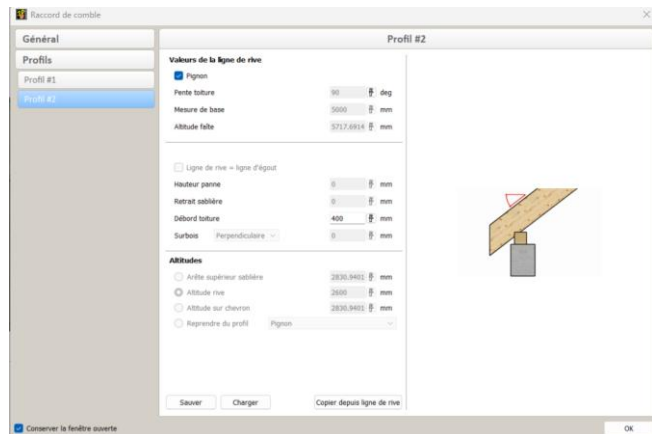 Raccord de comble
Général
Profils
Profil #1
Profil #2
Profil #2
Valeurs de la ligne de rive
Pignon
Pente toiture 90 deg
Mesure de base 5000 mm
Altitude faîte 5717.6914 mm
Ligne de rive = ligne d'égout
Hauteur panne 0 mm
Retrait sablière 0 mm
Débord toiture 400 mm
Surbois Perpendiculaire 0 mm
Altitudes
Arête supérieur sablière 2830.9401 mm
Altitude rive 2600 mm
Altitude sur chevron 2830.9401 mm
Reprendre du profil Pignon
Sauver Charger Copier depuis ligne de rive
Conserver la fenêtre ouverte OK